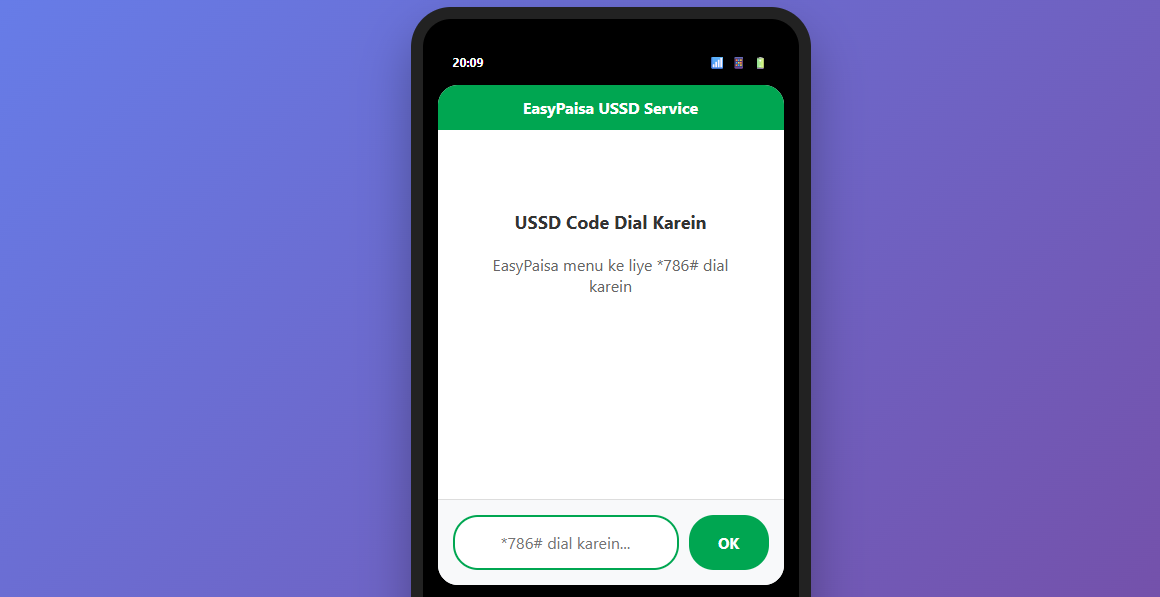 20:09
EasyPaisa USSD Service
USSD Code Dial Karein
EasyPaisa menu ke liye *786# dial
karein
*786# dial karein...
OK